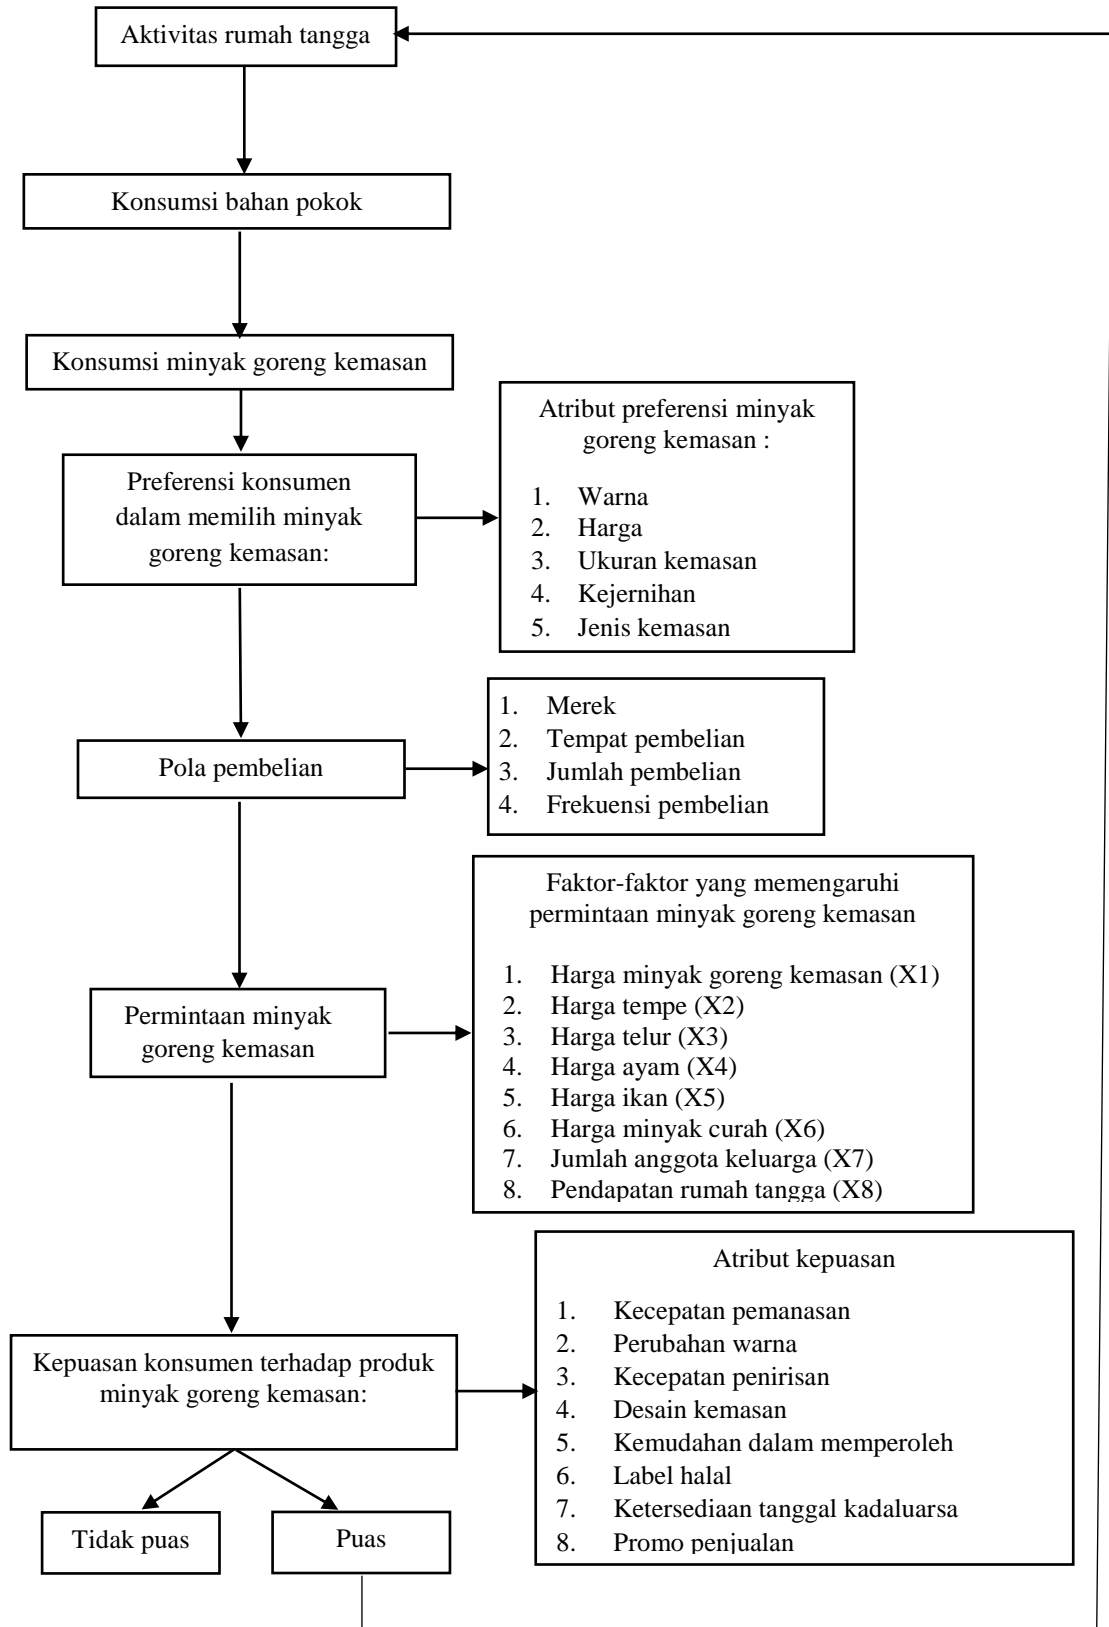 Aktivitas rumah tangga
Konsumsi bahan pokok
Konsumsi minyak goreng kemasan
Preferensi konsumen
dalam memilih minyak
goreng kemasan:
Atribut preferensi minyak
goreng kemasan :
1. Warna
2. Harga
3. Ukuran kemasan
4. Kejernihan
5. Jenis kemasan
Pola pembelian
1. Merek
2. Tempat pembelian
3. Jumlah pembelian
4. Frekuensi pembelian
Permintaan minyak
goreng kemasan
Faktor-faktor yang memengaruhi
permintaan minyak goreng kemasan
1. Harga minyak goreng kemasan (X1)
2. Harga tempe (X2)
3. Harga telur (X3)
4. Harga ayam (X4)
5. Harga ikan (X5)
6. Harga minyak curah (X6)
7. Jumlah anggota keluarga (X7)
8. Pendapatan rumah tangga (X8)
Kepuasan konsumen terhadap produk
minyak goreng kemasan:
Atribut kepuasan
1. Kecepatan pemanasan
2. Perubahan warna
3. Kecepatan penirisan
4. Desain kemasan
5. Kemudahan dalam memperoleh
6. Label halal
7. Ketersediaan tanggal kadaluarsa
8. Promo penjualan
Tidak puas
Puas